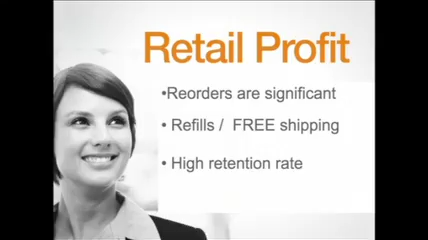 Retail Profit
•Reorders are significant
• Refills / FREE shipping
• High retention rate